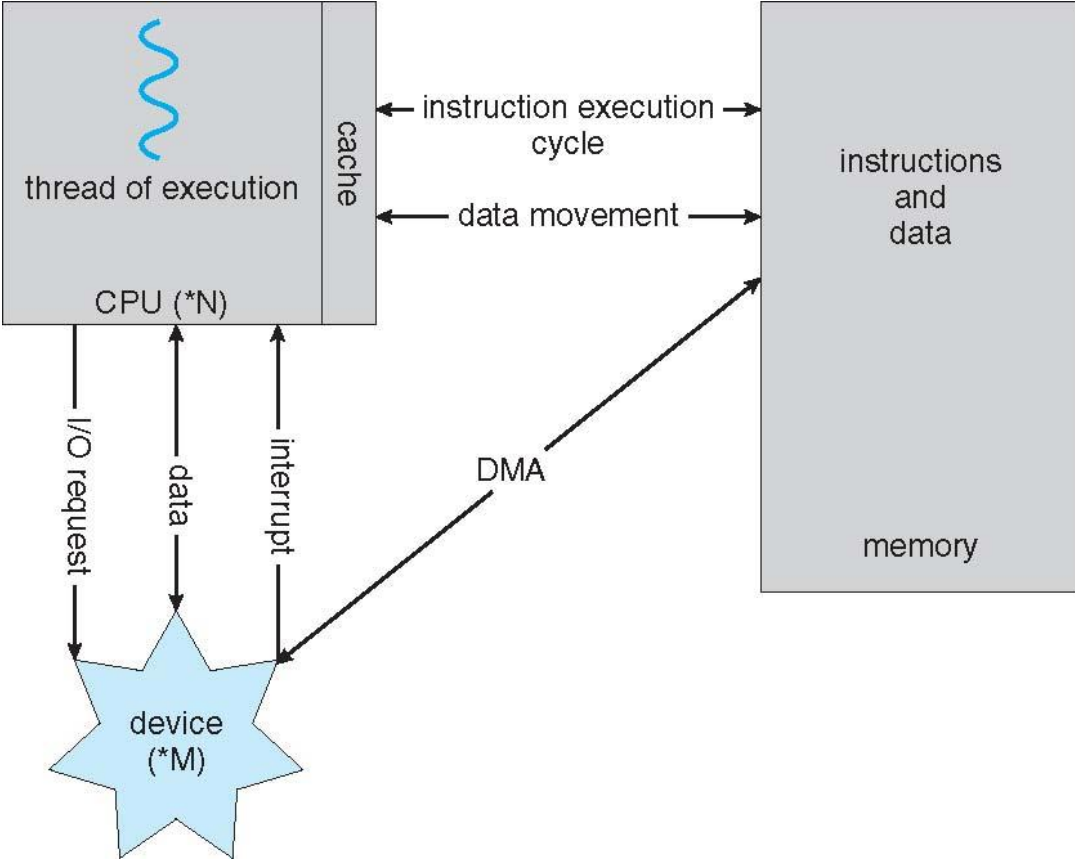 thread of execution
CPU (*N)
cache
instruction execution
cycle
data movement
instructions
and
data
memory
I/O request
data
interrupt
DMA
device
(*M)